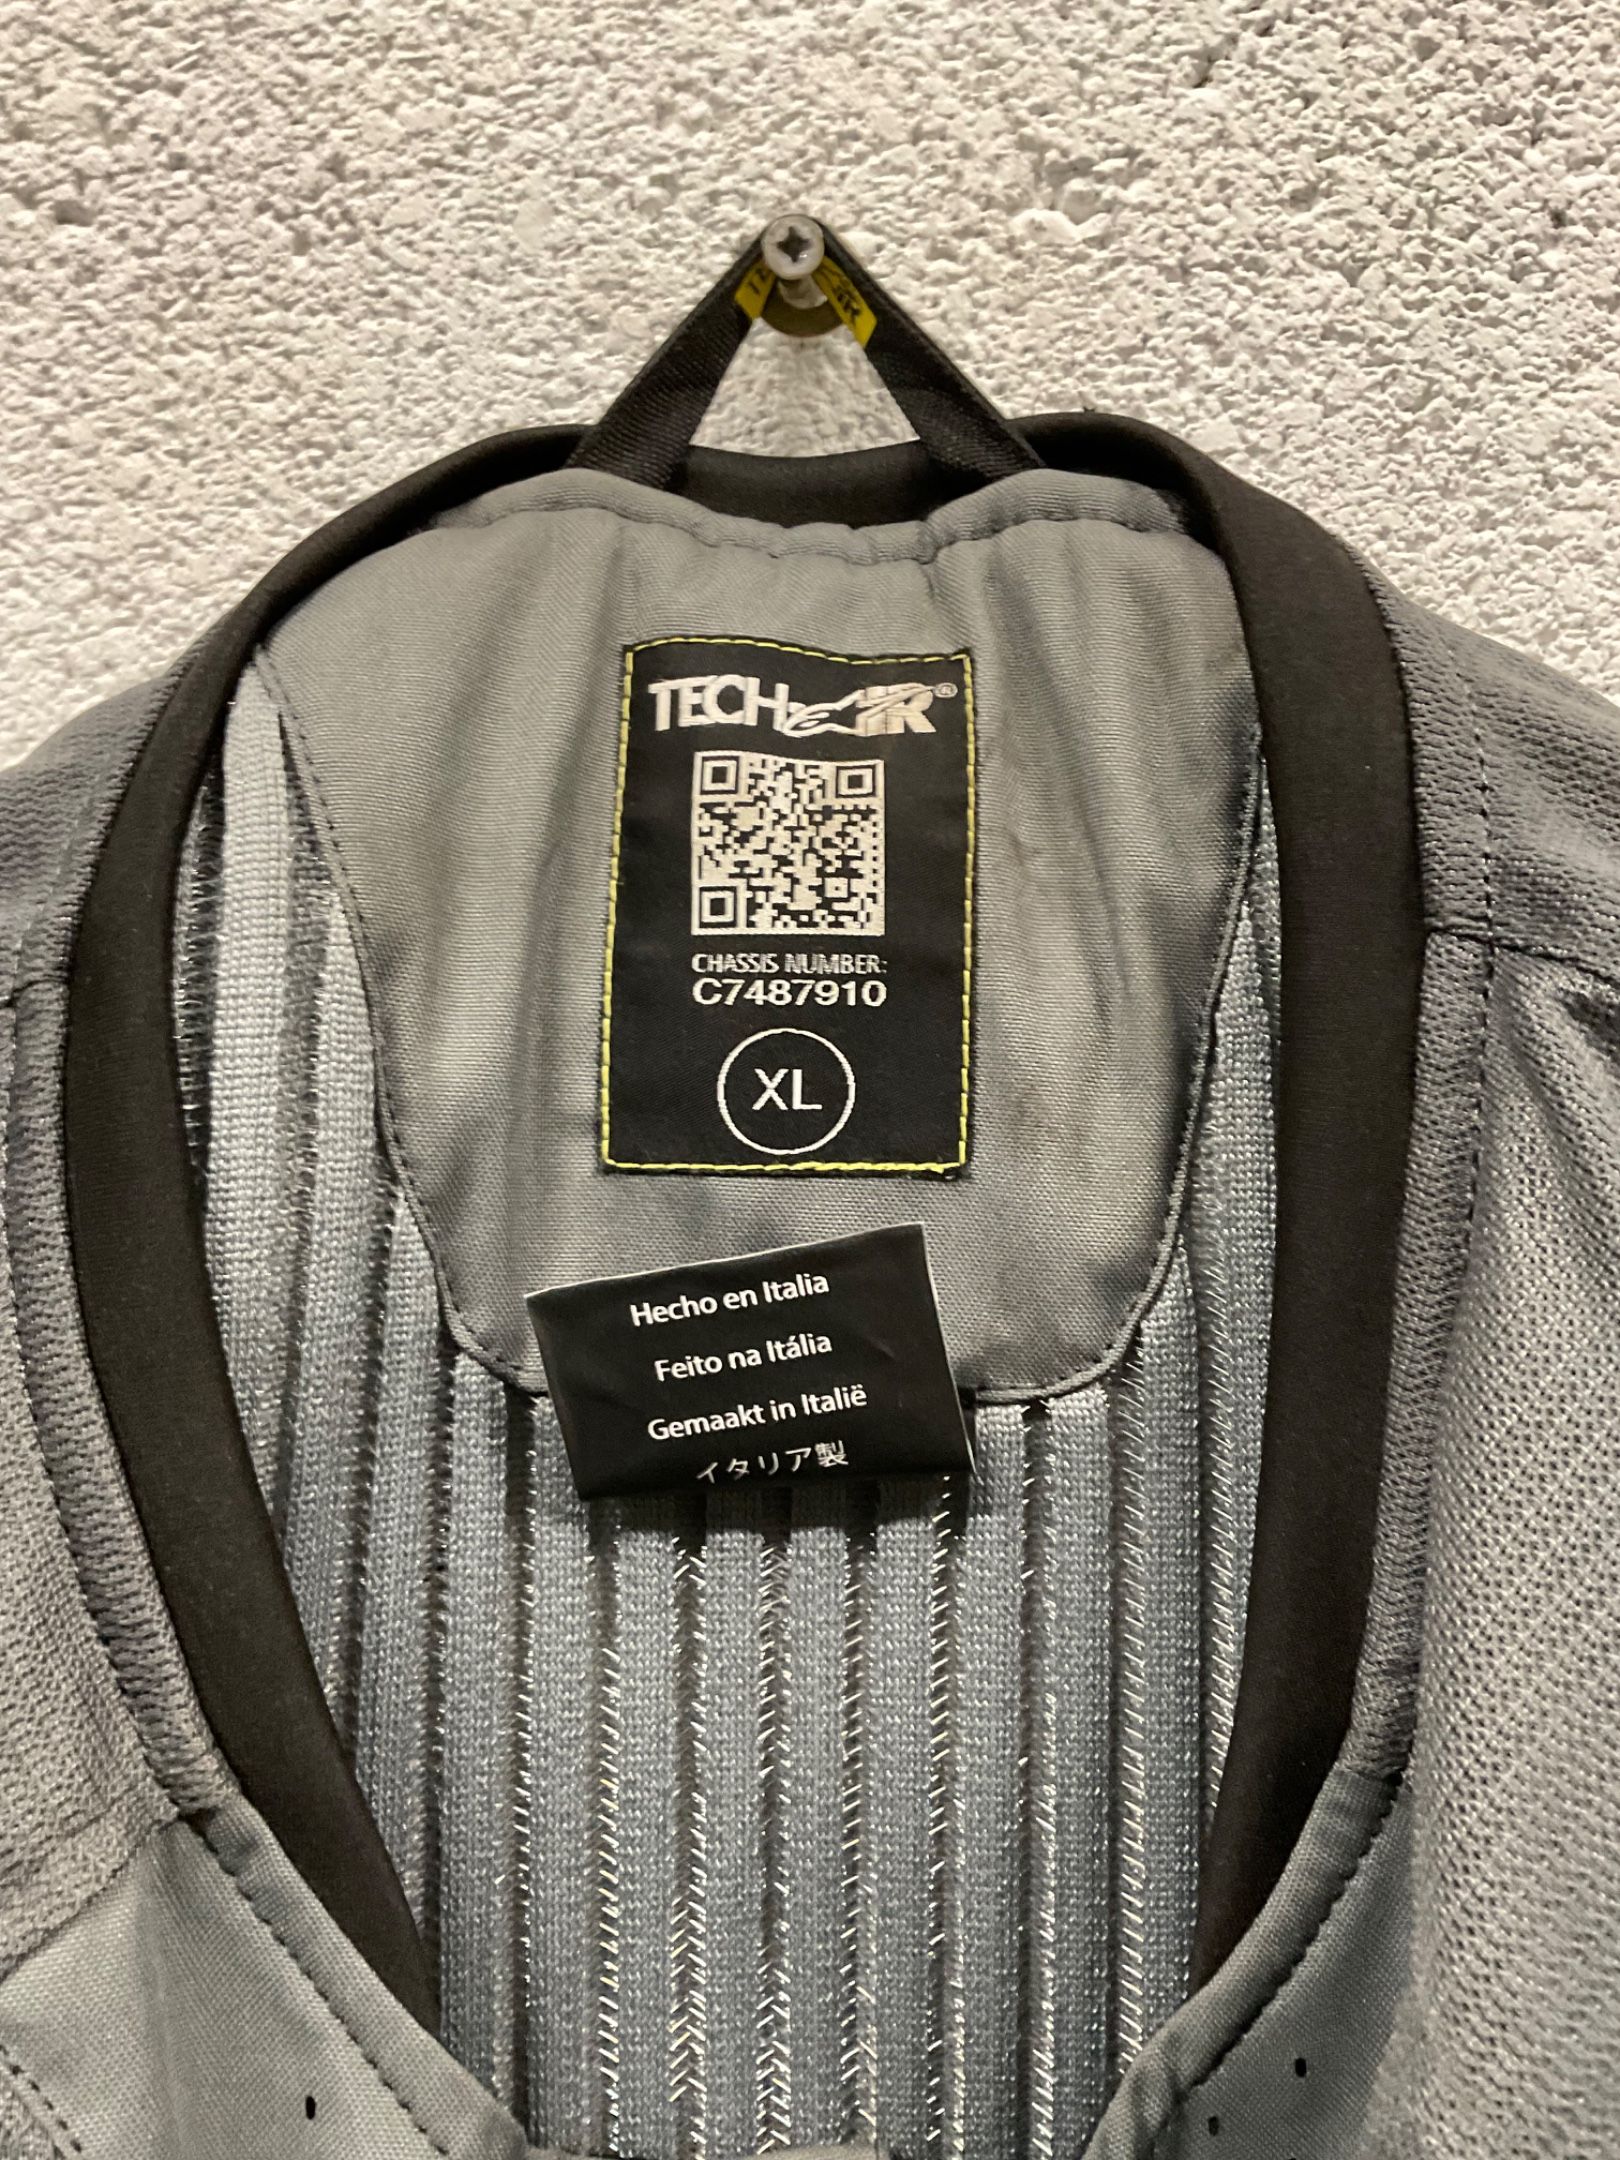 TECH-AIR®
CHASSIS NUMBER:
C7487910
XL
Hecho en Italia
Feito na Itália
Gemaakt in Italië
イタリア製